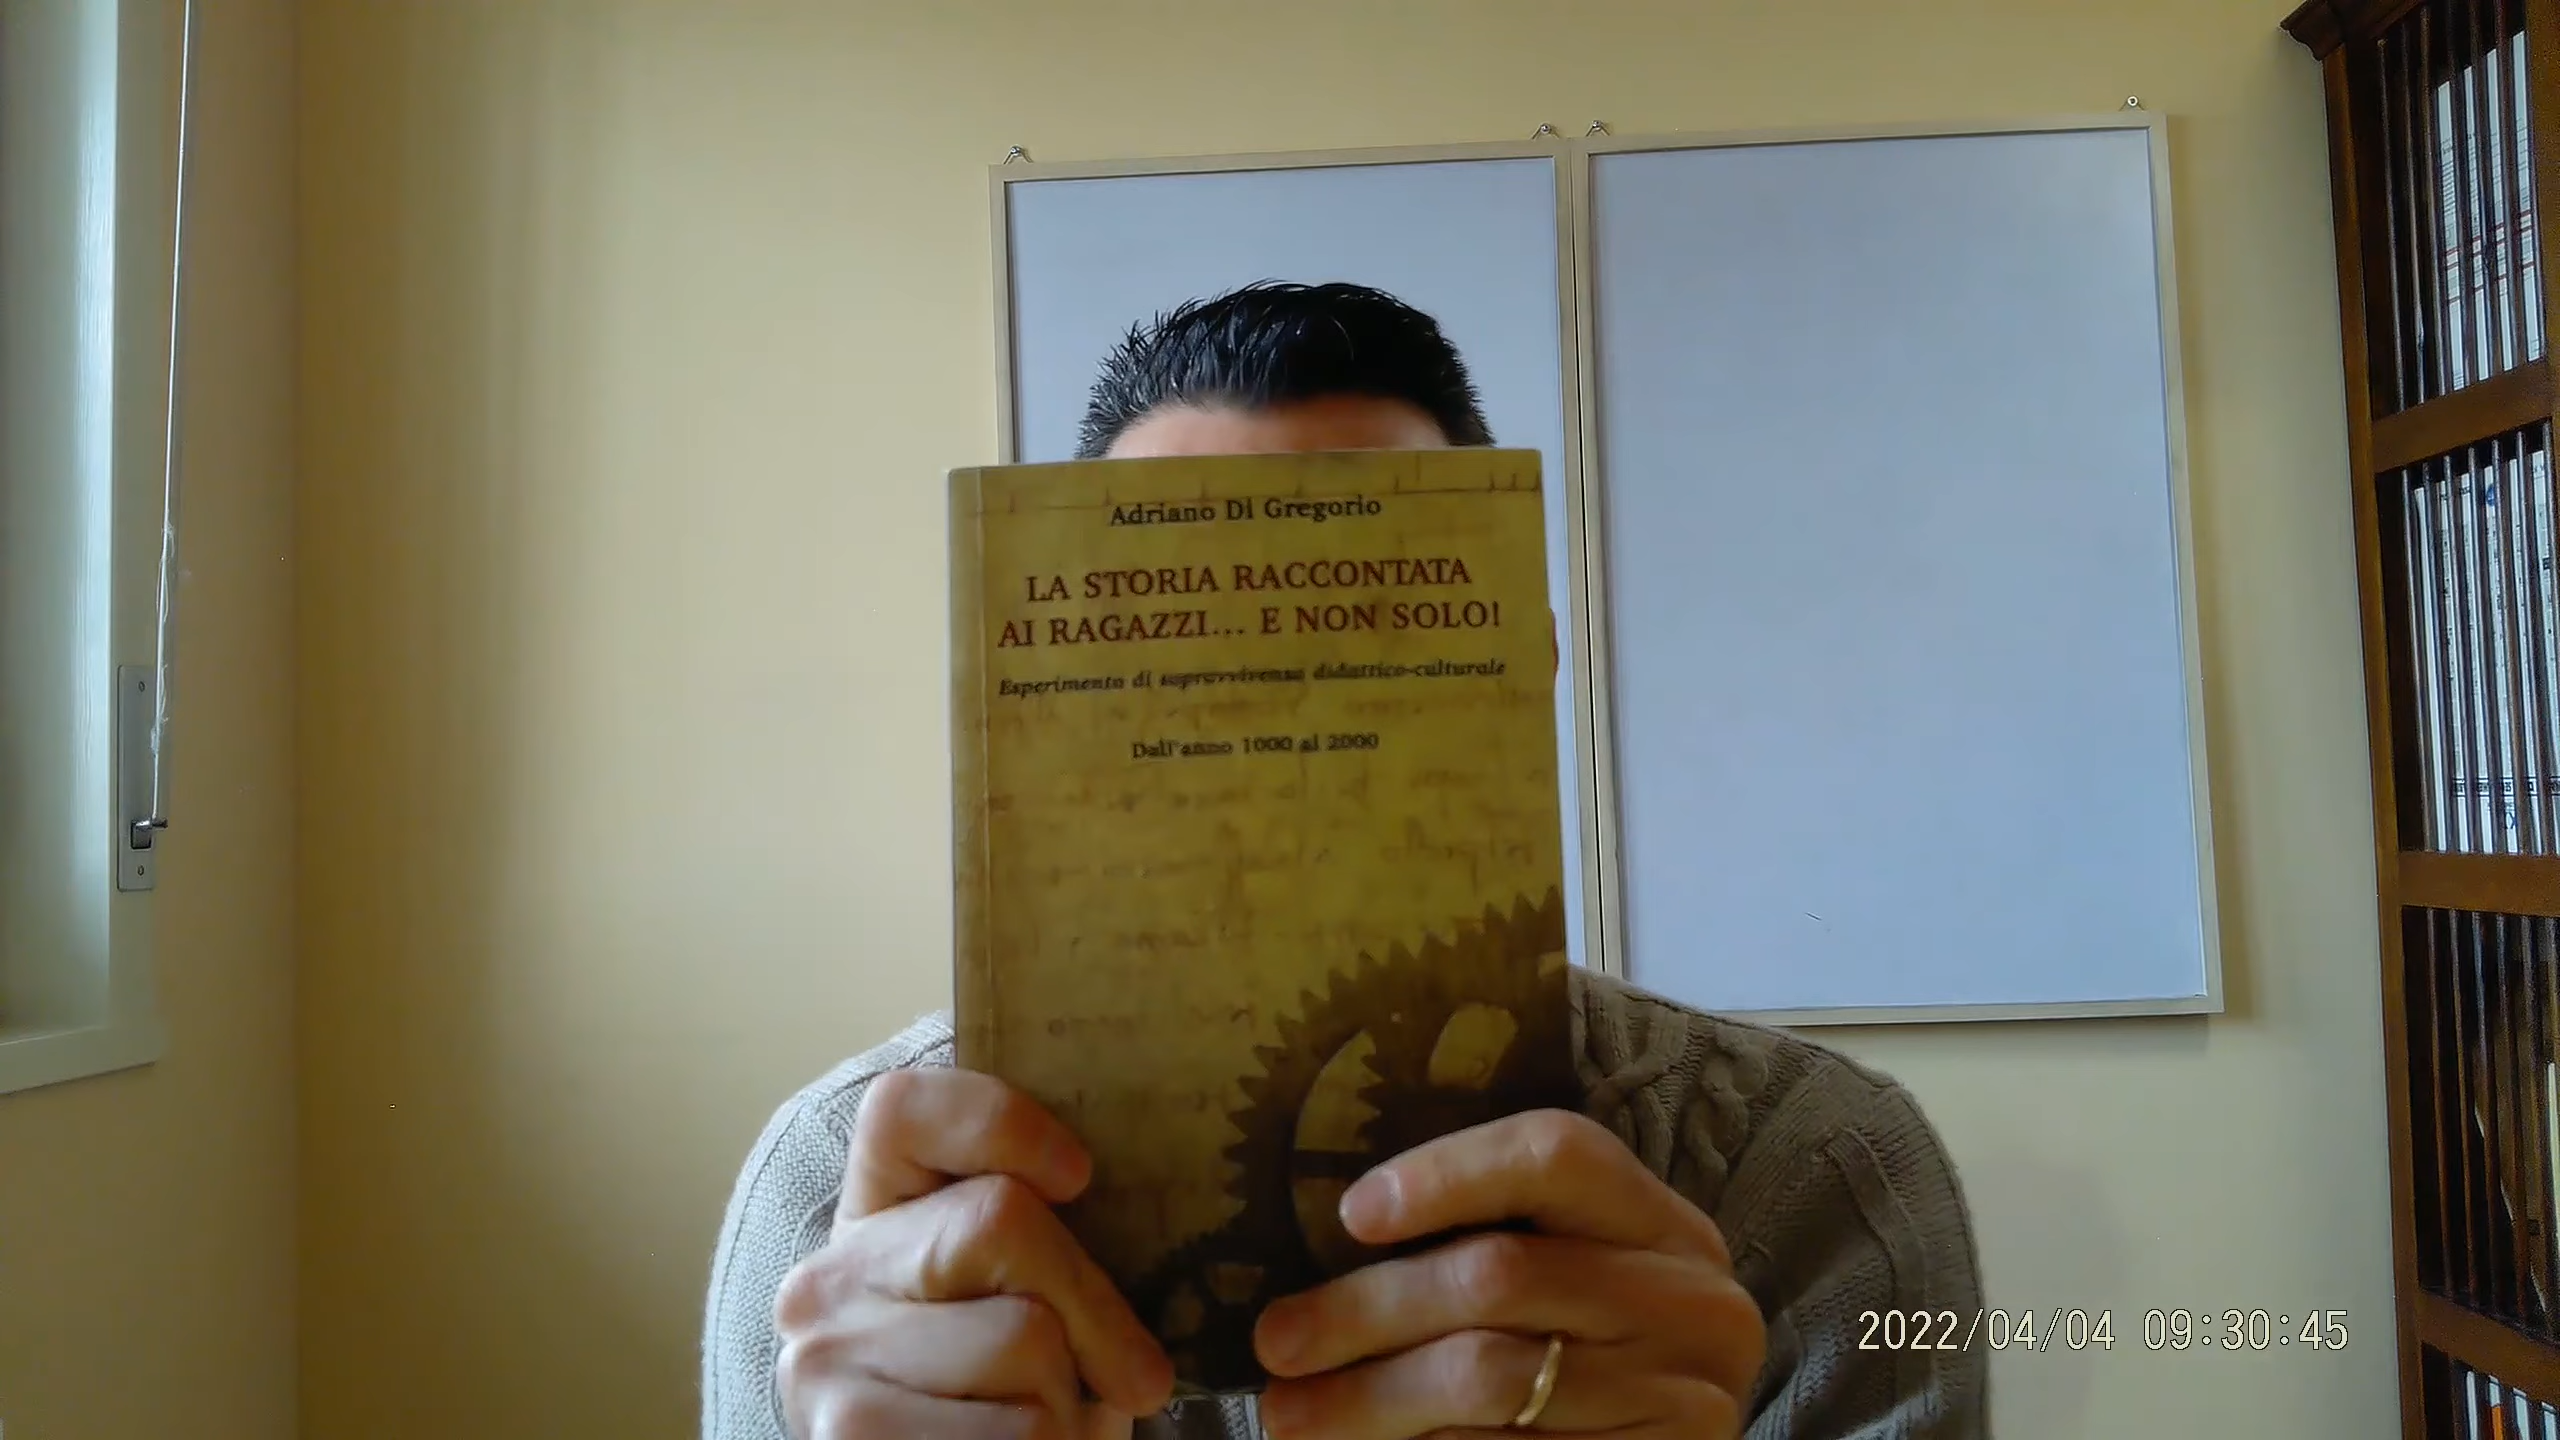 Adriano Di Gregorio
LA STORIA RACCONTATA
AI RAGAZZI... E NON SOLO!
Esperimento di sopravvivenza didattico-culturale
Dall'anno 1000 al 2000
2022/04/04 09:30:45